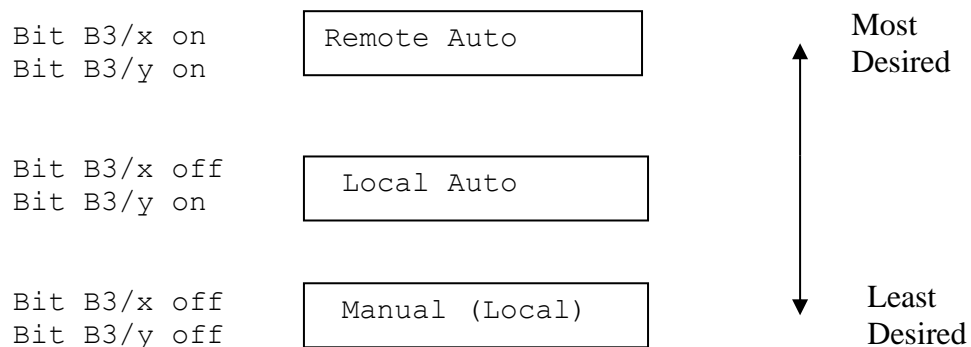 Bit B3/x on
Bit B3/y on
Remote Auto
Most
Desired
Bit B3/x off
Bit B3/y on
Local Auto
Bit B3/x off
Bit B3/y off
Manual (Local)
Least
Desired